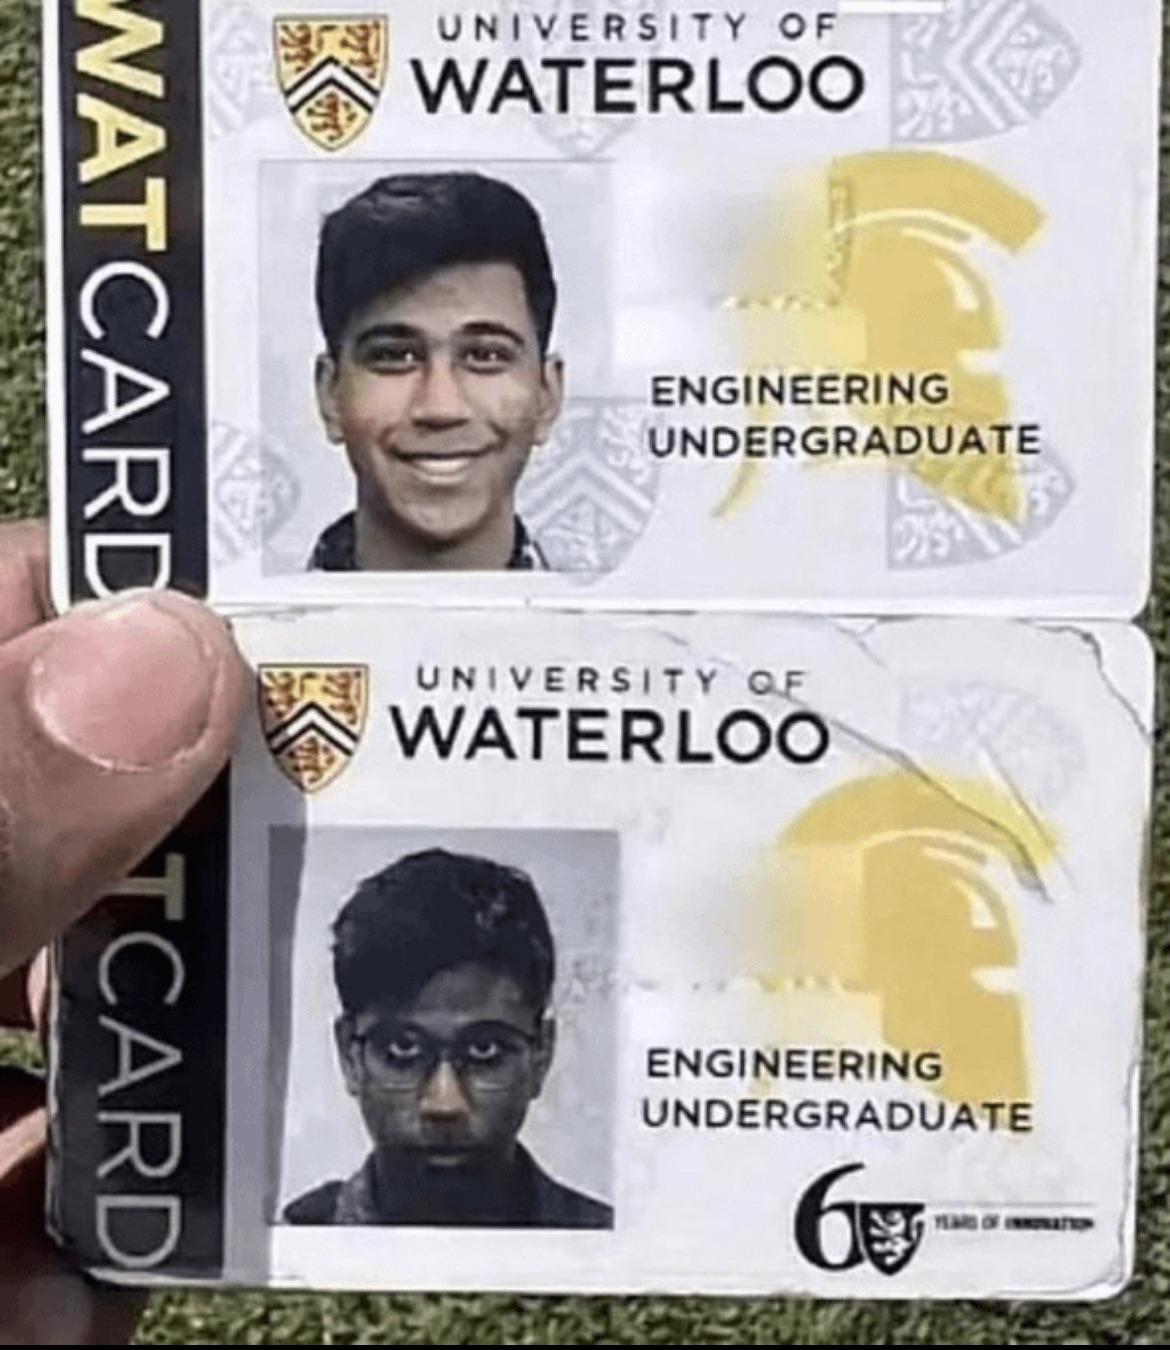 WATCARD
UNIVERSITY OF
WATERLOO
ENGINEERING
UNDERGRADUATE
TCARD
UNIVERSITY OF
WATERLOO
ENGINEERING
UNDERGRADUATE
60
YEARS OF INNOVATION